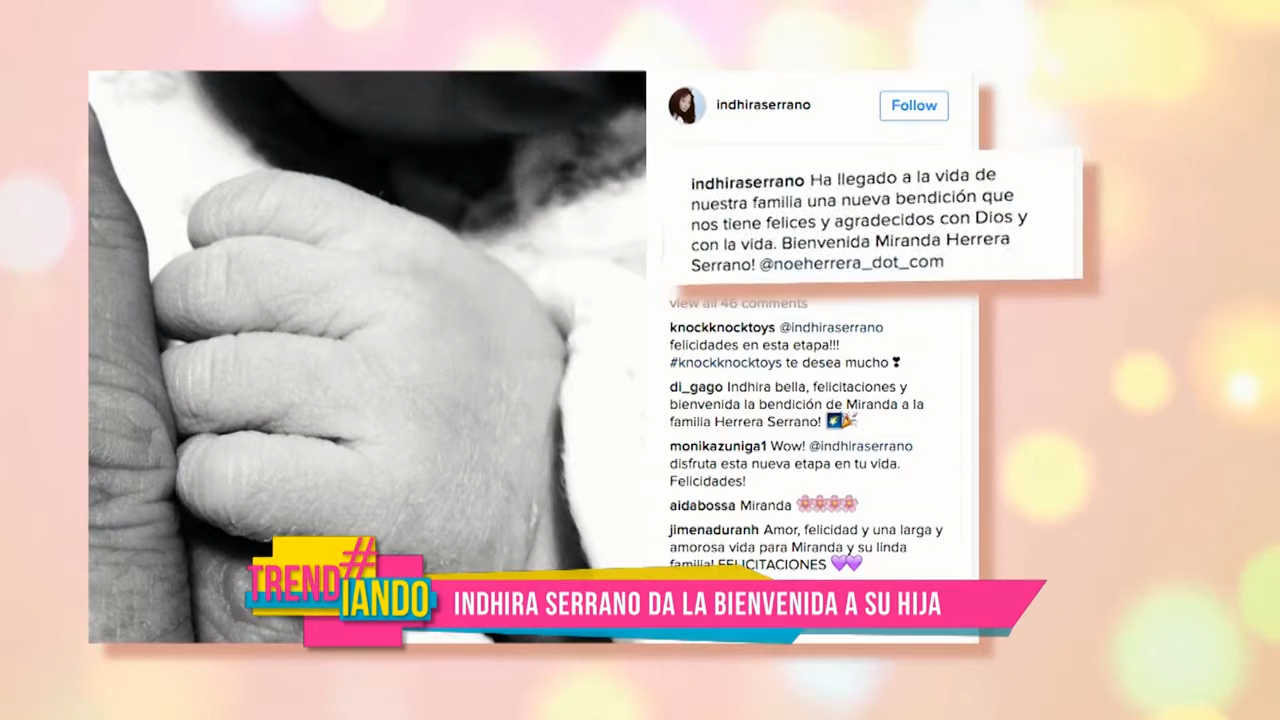 indhiraserrano
Follow
indhiraserrano Ha llegado a la vida de
nuestra familia una nueva bendición que
nos tiene felices y agradecidos con Dios y
con la vida. Bienvenida Miranda Herrera
Serrano! @noeherrera_dot_com
view all 46 comments
knockknocktoys @indhiraserrano
felicidades en esta etapa!!!
#knockknocktoys te desea mucho ❣
di_gago Indhira bella, felicitaciones y
bienvenida la bendición de Miranda a la
familia Herrera Serrano! 🎆🎉
monikazuniga1 Wow! @indhiraserrano
disfruta esta nueva etapa en tu vida.
Felicidades!
aidabossa Miranda 🌸🌸🌸🌸
jimenaduranh Amor, felicidad y una larga y
amorosa vida para Miranda y su linda
familia! FELICITACIONES 💜💜
#
TREND
IANDO
INDHIRA SERRANO DA LA BIENVENIDA A SU HIJA